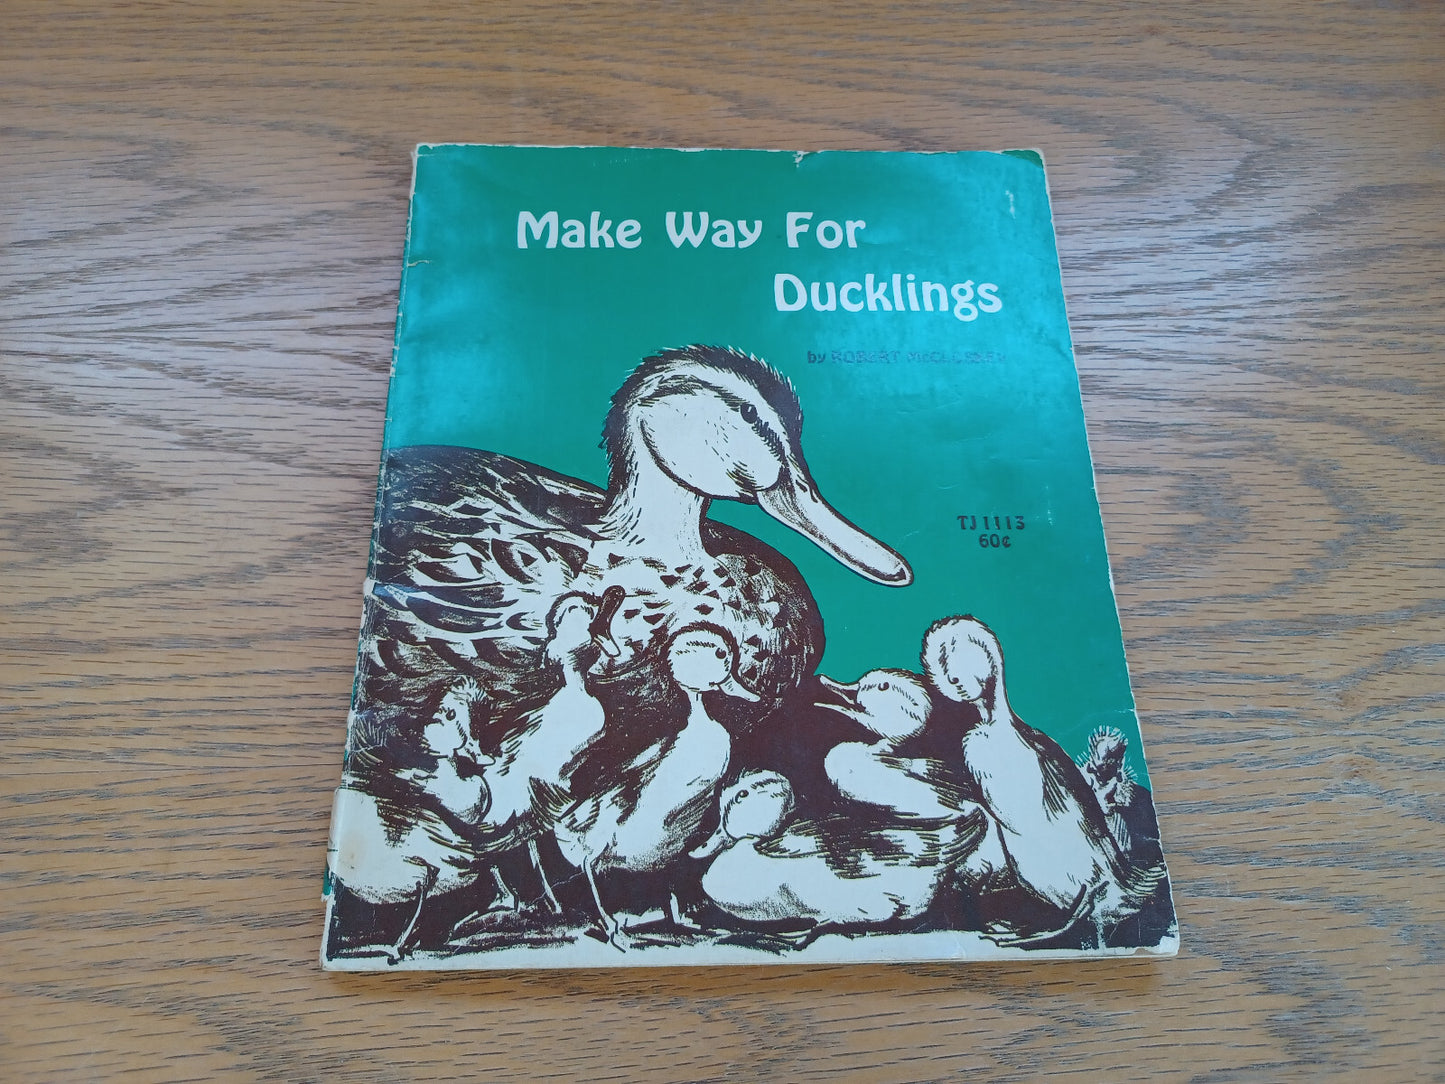 Make Way For
Ducklings
by ROBERT McCLOSKEY
TJ 1113
60¢